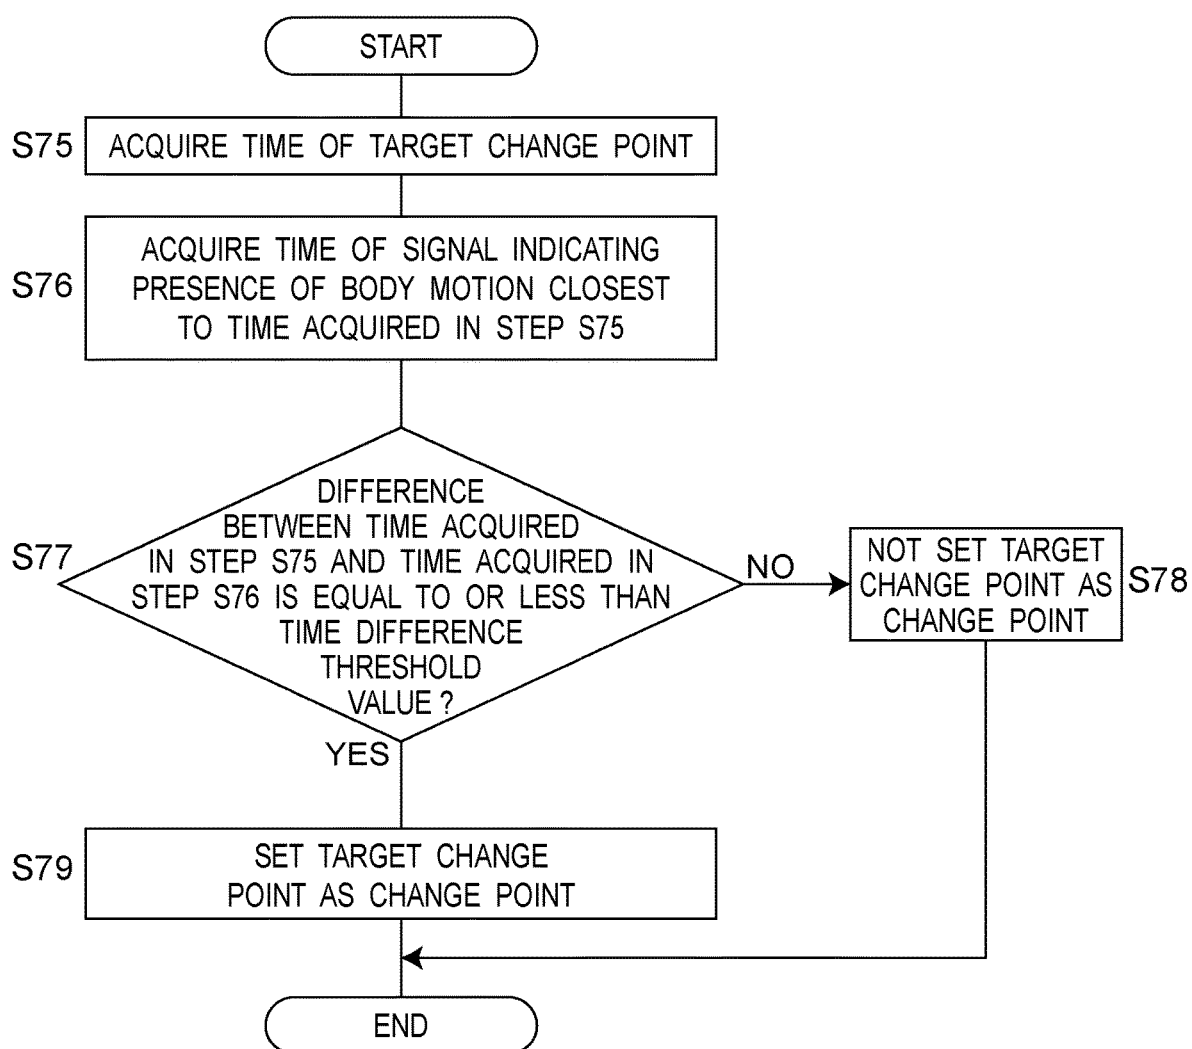 START
S75
ACQUIRE TIME OF TARGET CHANGE POINT
S76
ACQUIRE TIME OF SIGNAL INDICATING
PRESENCE OF BODY MOTION CLOSEST
TO TIME ACQUIRED IN STEP S75
S77
DIFFERENCE
BETWEEN TIME ACQUIRED
IN STEP S75 AND TIME ACQUIRED IN
STEP S76 IS EQUAL TO OR LESS THAN
TIME DIFFERENCE
THRESHOLD
VALUE ?
NO
NOT SET TARGET
CHANGE POINT AS
CHANGE POINT
S78
YES
S79
SET TARGET CHANGE
POINT AS CHANGE POINT
END